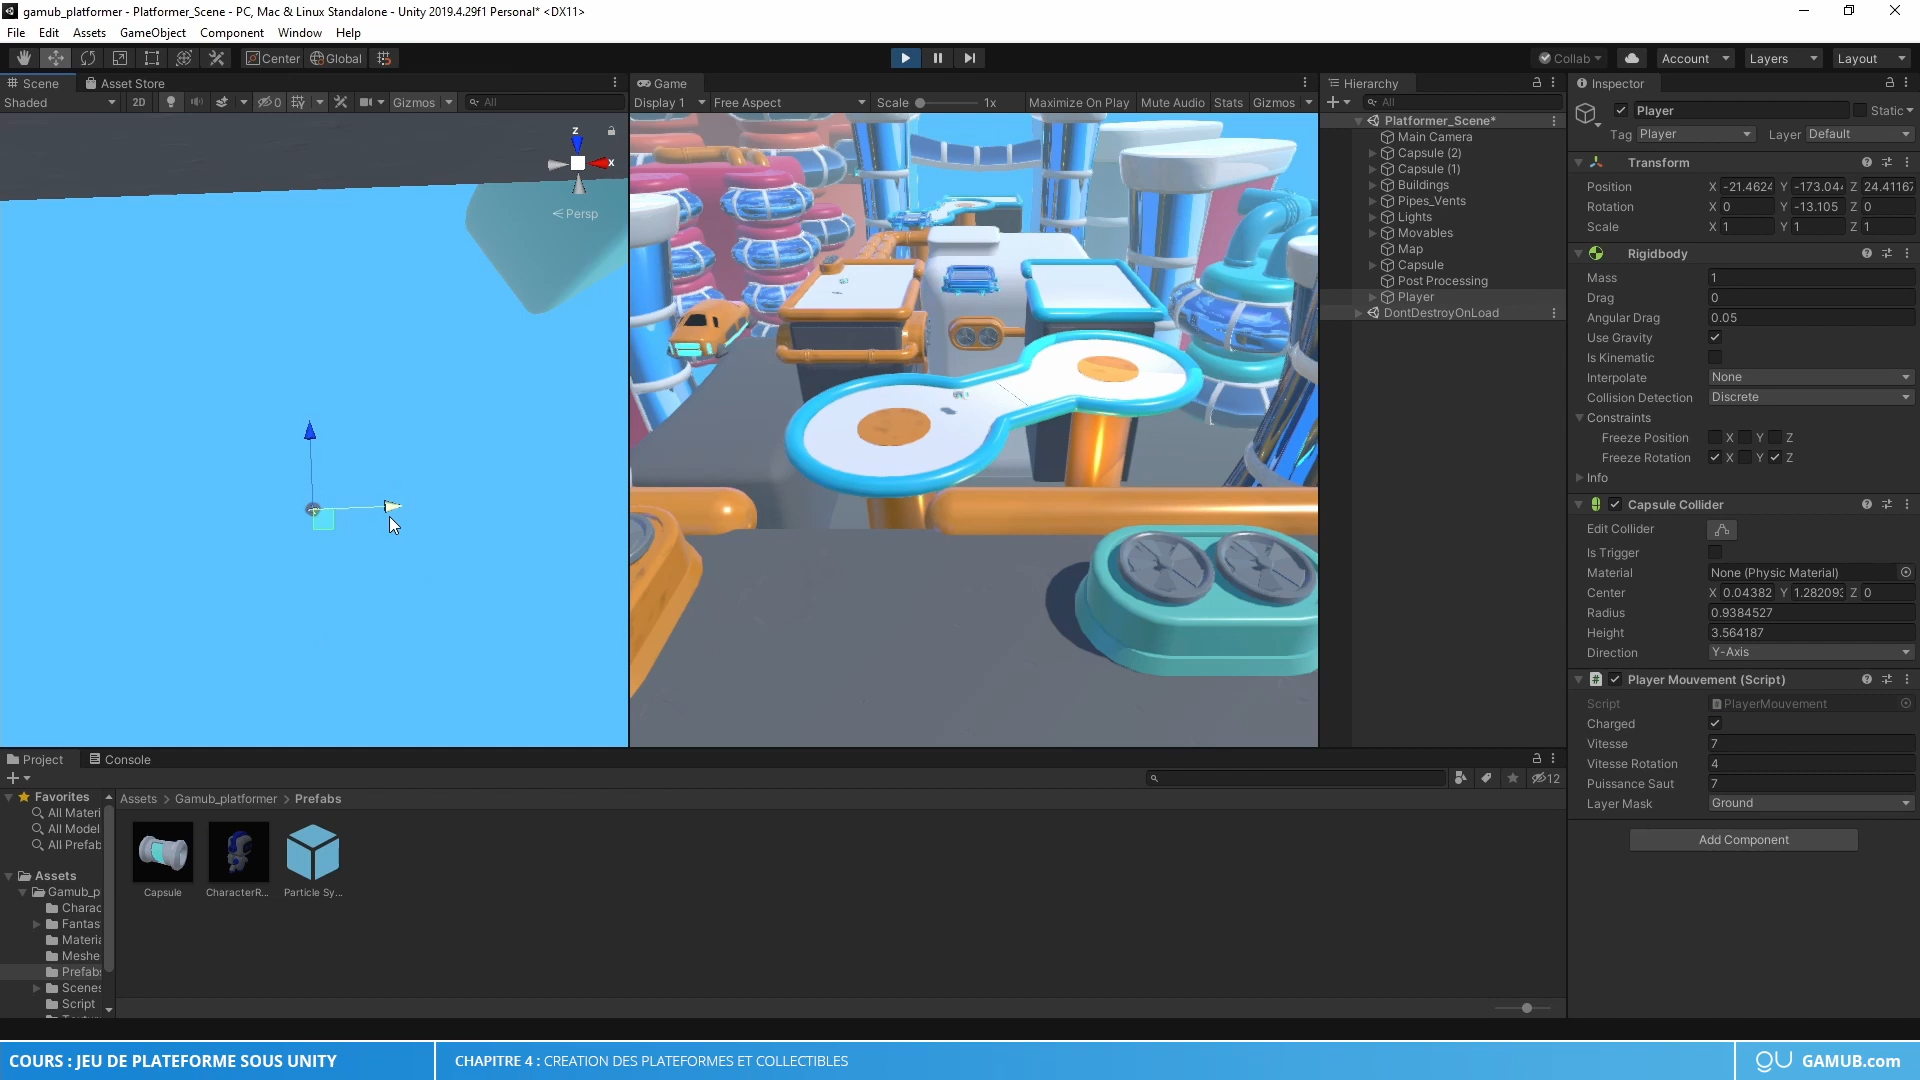 gamub_platformer - Platformer_Scene - PC, Mac & Linux Standalone - Unity 2019.4.29f1 Personal* <DX11>
File Edit Assets GameObject Component Window Help
Center Global Collab Account Layers Layout
Scene Asset Store
Shaded 2D 0 Gizmos All
z
x
Persp
Game
Display 1 Free Aspect Scale 1x Maximize On Play Mute Audio Stats Gizmos
Hierarchy
All
Platformer_Scene*
Main Camera
Capsule (2)
Capsule (1)
Buildings
Pipes_Vents
Lights
Movables
Map
Capsule
Post Processing
Player
DontDestroyOnLoad
Inspector
Player Static
Tag Player Layer Default
Transform
Position X -21.4624 Y -173.04 Z 24.41167
Rotation X 0 Y -13.105 Z 0
Scale X 1 Y 1 Z 1
Rigidbody
Mass 1
Drag 0
Angular Drag 0.05
Use Gravity
Is Kinematic
Interpolate None
Collision Detection Discrete
Constraints
Freeze Position X Y Z
Freeze Rotation X Y Z
Info
Capsule Collider
Edit Collider
Is Trigger
Material None (Physic Material)
Center X 0.04382 Y 1.282093 Z 0
Radius 0.9384527
Height 3.564187
Direction Y-Axis
Player Mouvement (Script)
Script PlayerMouvement
Charged
Vitesse 7
Vitesse Rotation 4
Puissance Saut 7
Layer Mask Ground
Add Component
Project Console
12
Favorites
All Materi
All Model
All Prefab
Assets
Gamub_p
Charac
Fantas
Materia
Meshe
Prefabs
Scenes
Script
Assets > Gamub_platformer > Prefabs
Capsule CharacterR... Particle Sy...
COURS : JEU DE PLATEFORME SOUS UNITY
CHAPITRE 4 : CREATION DES PLATEFORMES ET COLLECTIBLES
GAMUB.com